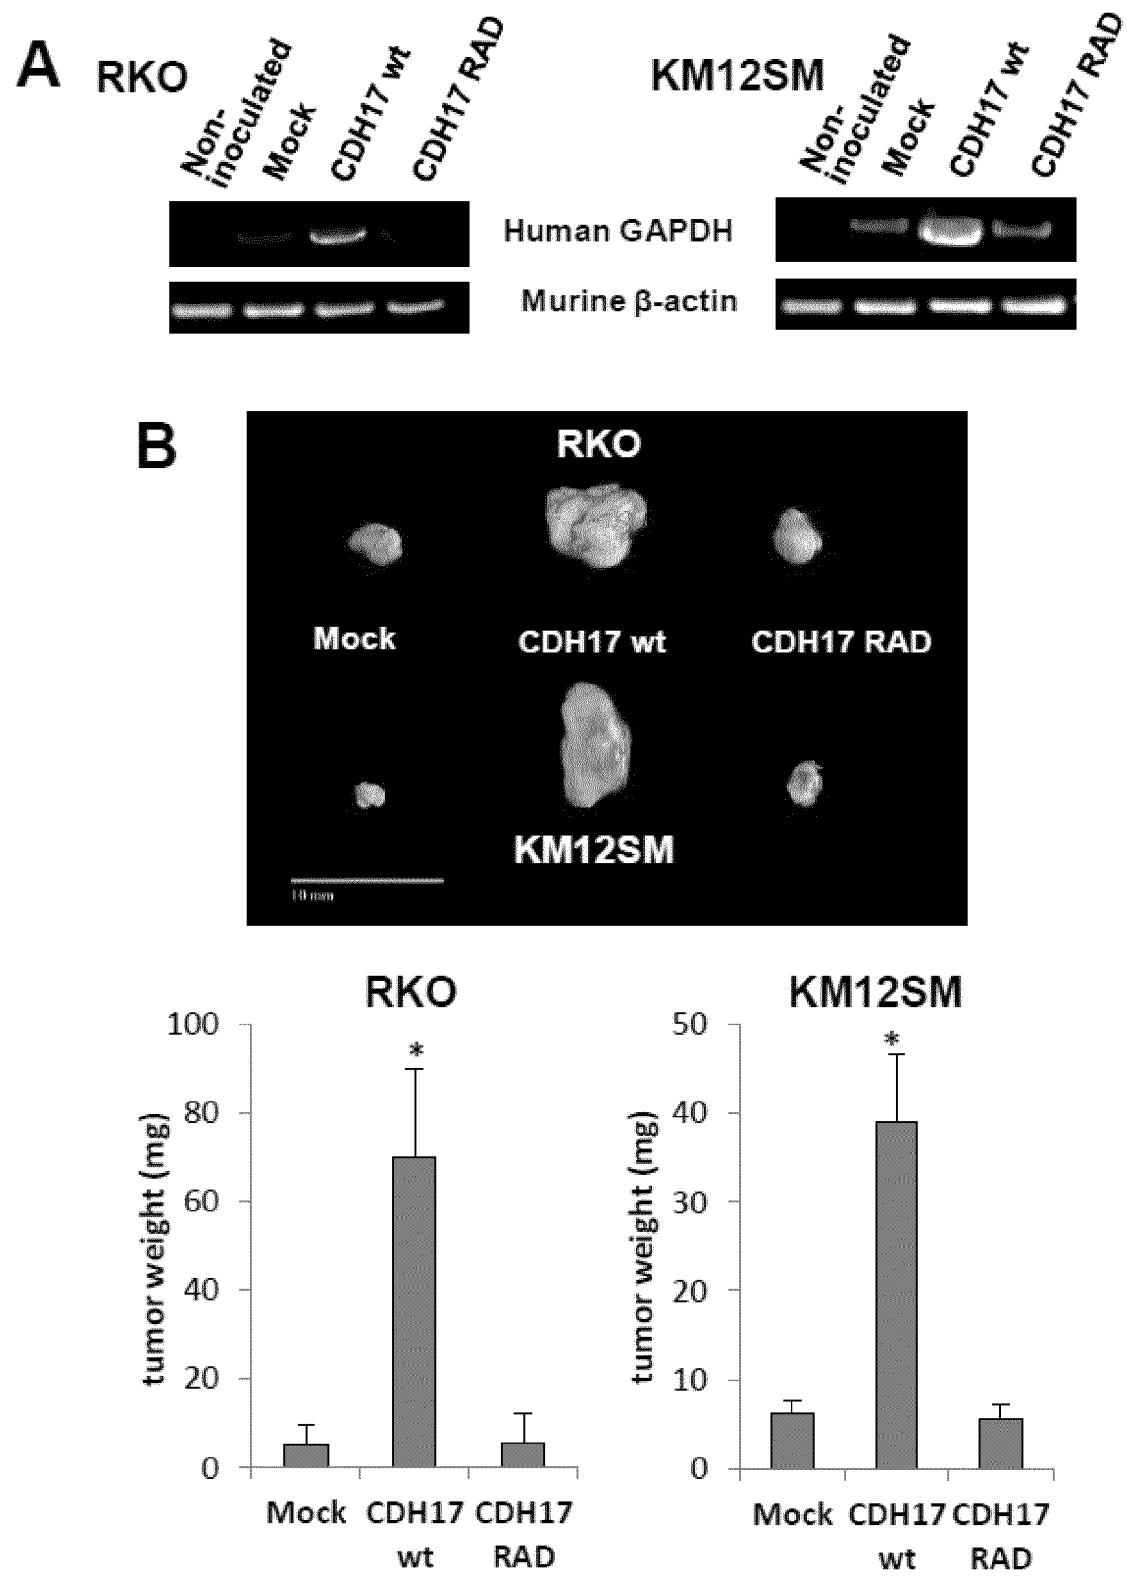 A
RKO
Non-
inoculated
Mock
CDH17 wt
CDH17 RAD
KM12SM
Non-
inoculated
Mock
CDH17 wt
CDH17 RAD
Human GAPDH
Murine β-actin
B
RKO
Mock
CDH17 wt
CDH17 RAD
KM12SM
10 mm
RKO
100
80
60
40
20
0
tumor weight (mg)
*
Mock
CDH17
wt
CDH17
RAD
KM12SM
50
40
30
20
10
0
tumor weight (mg)
*
Mock
CDH17
wt
CDH17
RAD